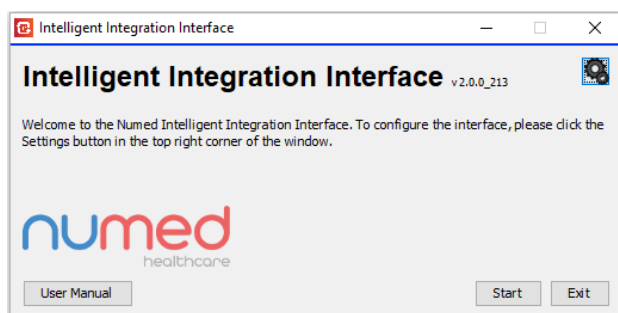 Intelligent Integration Interface
Intelligent Integration Interface v 2.0.0_213
Welcome to the Numed Intelligent Integration Interface. To configure the interface, please click the
Settings button in the top right corner of the window.
numed
healthcare
User Manual
Start
Exit